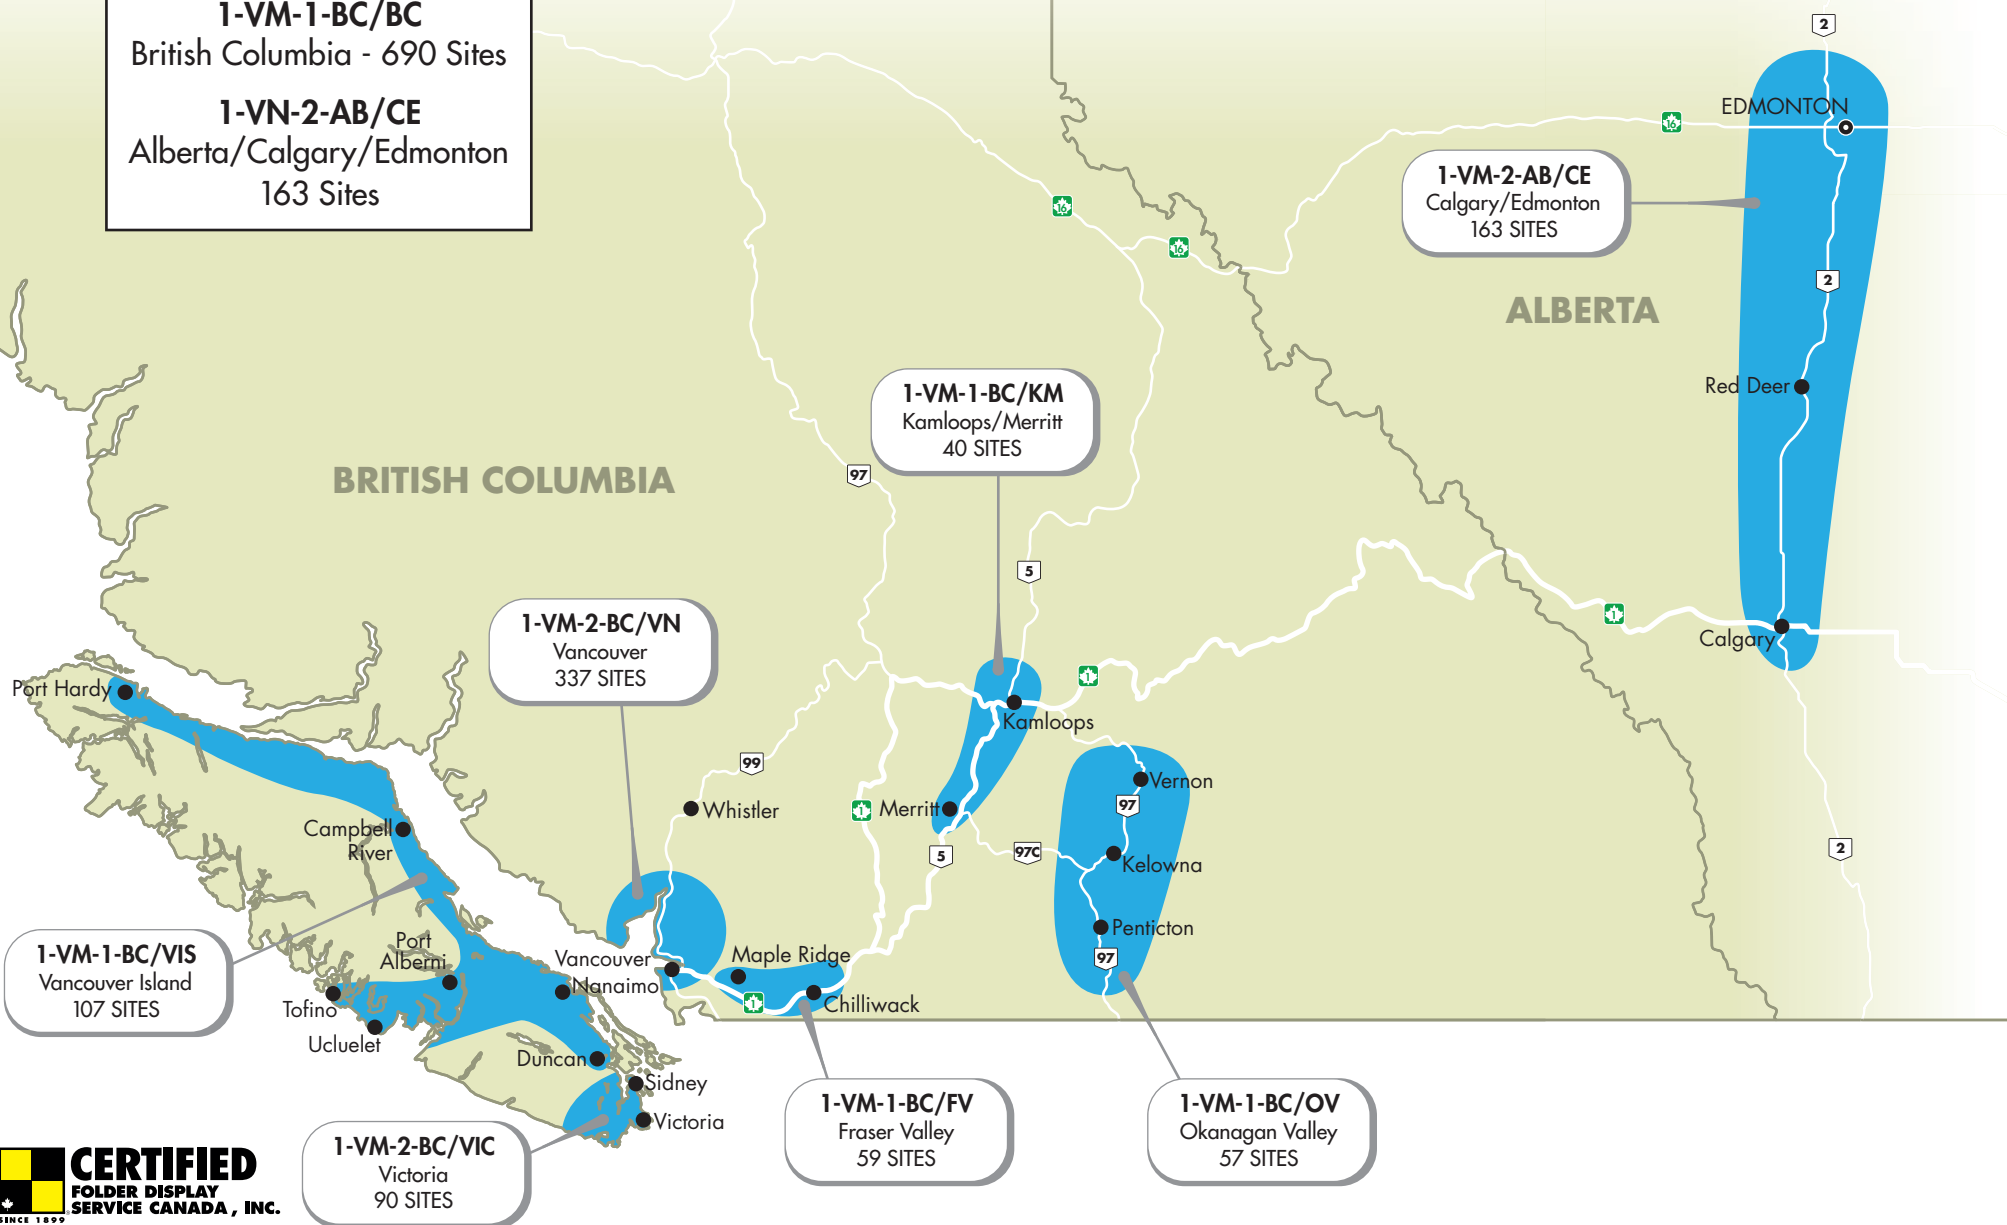 1-VM-1-BC/BC
British Columbia - 690 Sites
1-VN-2-AB/CE
Alberta/Calgary/Edmonton
163 Sites
2
EDMONTON
16
16
16
1-VM-2-AB/CE
Calgary/Edmonton
163 SITES
2
ALBERTA
Red Deer
1-VM-1-BC/KM
Kamloops/Merritt
40 SITES
BRITISH COLUMBIA
97
5
1
Calgary
1-VM-2-BC/VN
Vancouver
337 SITES
1
Port Hardy
Kamloops
99
Vernon
97
Whistler
1
Merritt
Campbell
River
5
97C
Kelowna
2
Penticton
97
1-VM-1-BC/VIS
Vancouver Island
107 SITES
Port
Alberni
Vancouver
Maple Ridge
Nanaimo
1
Chilliwack
Tofino
Ucluelet
Duncan
Sidney
Victoria
1-VM-1-BC/FV
Fraser Valley
59 SITES
1-VM-1-BC/OV
Okanagan Valley
57 SITES
1-VM-2-BC/VIC
Victoria
90 SITES
CERTIFIED
FOLDER DISPLAY
SERVICE CANADA, INC.
SINCE 1899